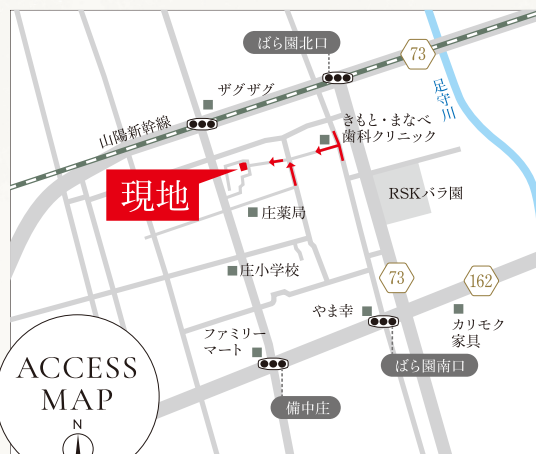 ばら園北口
73
足守川
ザグザグ
山陽新幹線
きもと・まなべ
歯科クリニック
現地
RSKバラ園
庄薬局
庄小学校
73
162
やま幸
カリモク
家具
ファミリー
マート
ばら園南口
備中庄
ACCESS
MAP
N